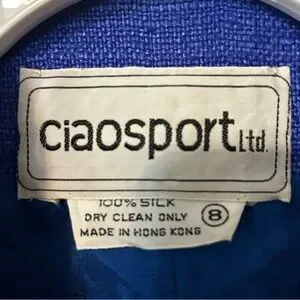 ciaosport Ltd.
100% SILK
DRY CLEAN ONLY 8
MADE IN HONG KONG